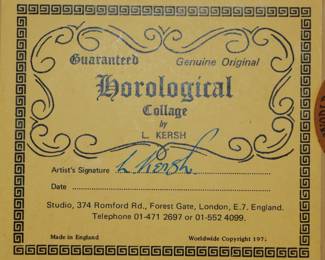 Guaranteed Genuine Original
Horological
Collage
by
L. KERSH
Artist's Signature L Kersh
Date
Studio, 374 Romford Rd., Forest Gate, London, E.7. England.
Telephone 01-471 2697 or 01-552 4099.
Made in England Worldwide Copyright 197